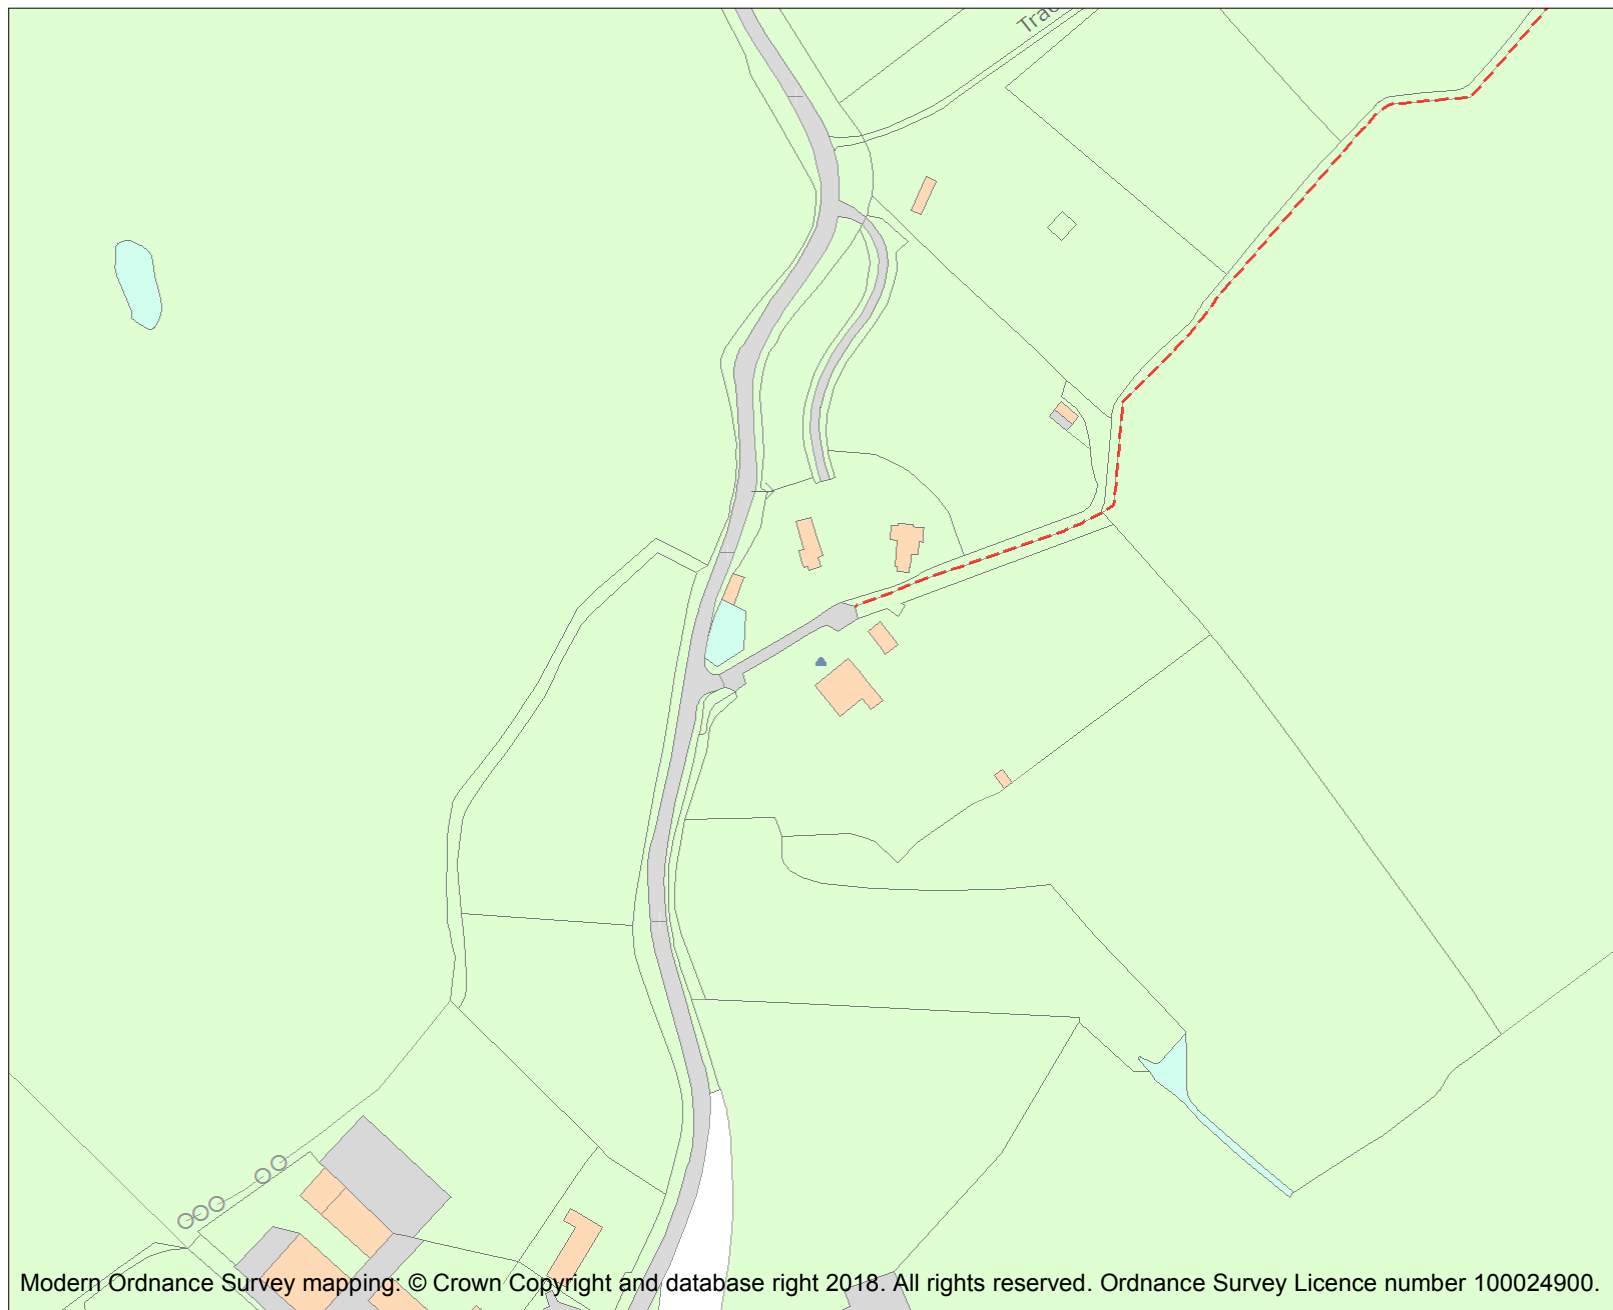 Modern Ordnance Survey mapping: © Crown Copyright and database right 2018. All rights reserved. Ordnance Survey Licence number 100024900.